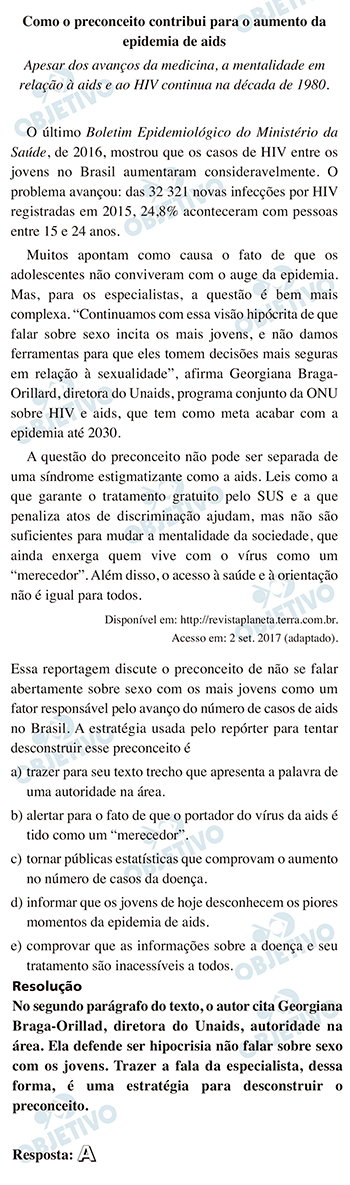 Como o preconceito contribui para o aumento da
epidemia de aids
Apesar dos avanços da medicina, a mentalidade em
relação à aids e ao HIV continua na década de 1980.
O último Boletim Epidemiológico do Ministério da
Saúde, de 2016, mostrou que os casos de HIV entre os
jovens no Brasil aumentaram consideravelmente. O
problema avançou: das 32 321 novas infecções por HIV
registradas em 2015, 24,8% aconteceram com pessoas
entre 15 e 24 anos.
Muitos apontam como causa o fato de que os
adolescentes não conviveram com o auge da epidemia.
Mas, para os especialistas, a questão é bem mais
complexa. “Continuamos com essa visão hipócrita de que
falar sobre sexo incita os mais jovens, e não damos
ferramentas para que eles tomem decisões mais seguras
em relação à sexualidade”, afirma Georgiana Braga-
Orillard, diretora do Unaids, programa conjunto da ONU
sobre HIV e aids, que tem como meta acabar com a
epidemia até 2030.
A questão do preconceito não pode ser separada de
uma síndrome estigmatizante como a aids. Leis como a
que garante o tratamento gratuito pelo SUS e a que
penaliza atos de discriminação ajudam, mas não são
suficientes para mudar a mentalidade da sociedade, que
ainda enxerga quem vive com o vírus como um
“merecedor”. Além disso, o acesso à saúde e à orientação
não é igual para todos.
Disponível em: http://revistaplaneta.terra.com.br.
Acesso em: 2 set. 2017 (adaptado).
Essa reportagem discute o preconceito de não se falar
abertamente sobre sexo com os mais jovens como um
fator responsável pelo avanço do número de casos de aids
no Brasil. A estratégia usada pelo repórter para tentar
desconstruir esse preconceito é
a) trazer para seu texto trecho que apresenta a palavra de
uma autoridade na área.
b) alertar para o fato de que o portador do vírus da aids é
tido como um “merecedor”.
c) tornar públicas estatísticas que comprovam o aumento
no número de casos da doença.
d) informar que os jovens de hoje desconhecem os piores
momentos da epidemia de aids.
e) comprovar que as informações sobre a doença e seu
tratamento são inacessíveis a todos.
Resolução
No segundo parágrafo do texto, o autor cita Georgiana
Braga-Orillad, diretora do Unaids, autoridade na
área. Ela defende ser hipocrisia não falar sobre sexo
com os jovens. Trazer a fala da especialista, dessa
forma, é uma estratégia para desconstruir o
preconceito.
Resposta: A